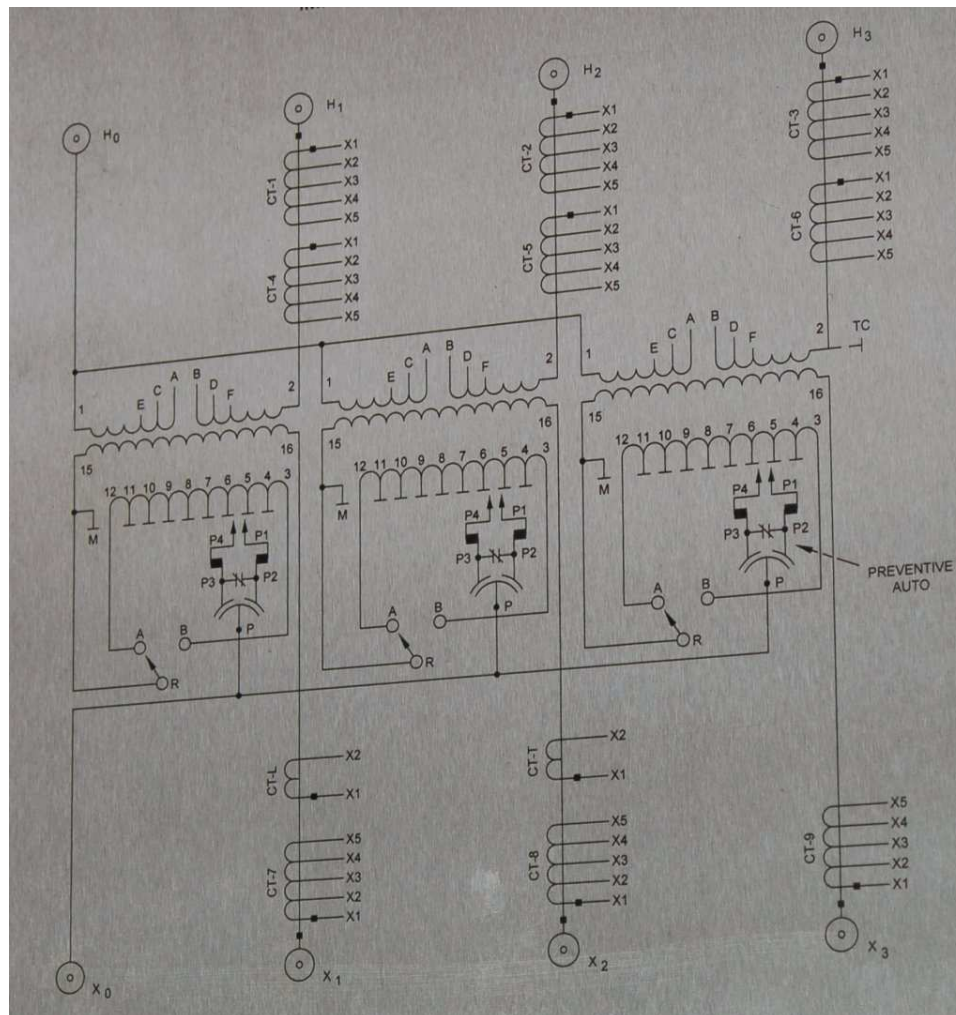 H0
H1
H2
H3
X1
X2
X3
X4
X5
CT-1
X1
X2
X3
X4
X5
CT-4
X1
X2
X3
X4
X5
CT-2
X1
X2
X3
X4
X5
CT-5
X1
X2
X3
X4
X5
CT-3
X1
X2
X3
X4
X5
CT-6
1 E C A B D F 2
15 16
12 11 10 9 8 7 6 5 4 3
M
P4 P1
P3 P2
P
A B
R
1 E C A B D F 2
15 16
12 11 10 9 8 7 6 5 4 3
M
P4 P1
P3 P2
P
A B
R
1 E C A B D F 2 TC
15 16
12 11 10 9 8 7 6 5 4 3
M
P4 P1
P3 P2
P
A B
R
PREVENTIVE
AUTO
CT-L
X2
X1
CT-7
X5
X4
X3
X2
X1
CT-T
X2
X1
CT-8
X5
X4
X3
X2
X1
CT-9
X5
X4
X3
X2
X1
X0
X1
X2
X3